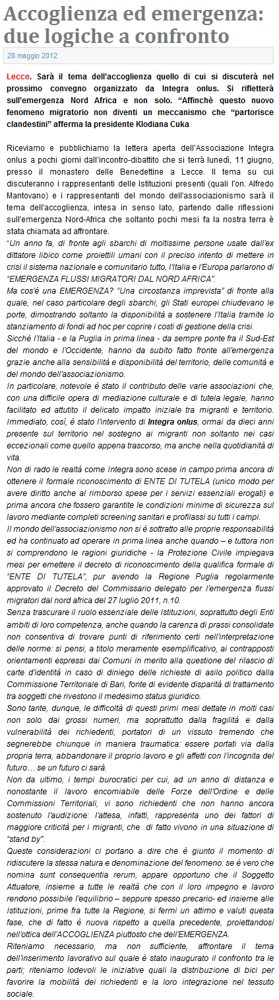 Accoglienza ed emergenza:
due logiche a confronto
28 maggio 2012
Lecce. Sarà il tema dell'accoglienza quello di cui si discuterà nel
prossimo convegno organizzato da Integra onlus. Si rifletterà
sull'emergenza Nord Africa e non solo. “Affinchè questo nuovo
fenomeno migratorio non diventi un meccanismo che “partorisce
clandestini” afferma la presidente Klodiana Cuka
Riceviamo e pubblichiamo la lettera aperta dell'Associazione Integra
onlus a pochi giorni dall'incontro-dibattito che si terrà lunedì, 11 giugno,
presso il monastero delle Benedettine a Lecce. Il tema su cui
discuteranno i rappresentanti delle Istituzioni presenti (quali l'on. Alfredo
Mantovano) e i rappresentanti del mondo dell'associazionismo sarà il
tema dell'accoglienza, intesa in senso lato, partendo dalle riflessioni
sull'emergenza Nord-Africa che soltanto pochi mesi fa la nostra terra è
stata chiamata ad affrontare.
“Un anno fa, di fronte agli sbarchi di moltissime persone usate dall'ex
dittatore libico come proiettili umani con il preciso intento di mettere in
crisi il sistema nazionale e comunitario tutto, l'Italia e l'Europa parlarono di
“EMERGENZA FLUSSI MIGRATORI DAL NORD AFRICA”.
Ma cos'è una EMERGENZA? “Una circostanza imprevista” di fronte alla
quale, nel caso particolare degli sbarchi, gli Stati europei chiudevano le
porte, dimostrando soltanto la disponibilità a sostenere l'Italia tramite lo
stanziamento di fondi ad hoc per coprire i costi di gestione della crisi.
Sicchè l'Italia - e la Puglia in prima linea - da sempre ponte fra il Sud-Est
del mondo e l'Occidente, hanno da subito fatto fronte all'emergenza
grazie anche alla sensibilità e disponibilità del territorio, delle comunità e
del mondo dell'associazionismo.
In particolare, notevole è stato il contributo delle varie associazioni che,
con una difficile opera di mediazione culturale e di tutela legale, hanno
facilitato ed attutito il delicato impatto iniziale tra migranti e territorio.
Immediato, così, è stato l'intervento di Integra onlus, ormai da dieci anni
presente sul territorio nel sostegno ai migranti non soltanto nei casi
eccezionali come quello appena trascorso, ma anche nella quotidianità di
vita.
Non di rado le realtà come Integra sono scese in campo prima ancora di
ottenere il formale riconoscimento di ENTE DI TUTELA (unico modo per
avere diritto anche al rimborso spese per i servizi essenziali erogati) e
prima ancora che fossero garantite le condizioni minime di sicurezza sul
lavoro mediante completi screening sanitari e profilassi su tutti i campi.
Il mondo dell'associazionismo non si è sottratto alle proprie responsabilità
ed ha continuato ad operare in prima linea anche quando – e tuttora non
si comprendono le ragioni giuridiche - la Protezione Civile impiegava
mesi per emettere il decreto di riconoscimento della qualifica formale di
“ENTE DI TUTELA”, pur avendo la Regione Puglia regolarmente
approvato il Decreto del Commissario delegato per l'emergenza flussi
migratori dal nord africa del 27 luglio 2011, n.10.
Senza trascurare il ruolo essenziale delle Istituzioni, soprattutto degli Enti
ambiti di loro competenza, anche quando la carenza di prassi consolidate
non consentiva di trovare punti di riferimento certi nell'interpretazione
delle norme: si pensi, a titolo meramente esemplificativo, ai contrapposti
orientamenti espressi dai Comuni in merito alla questione del rilascio di
carte d'identità in caso di diniego delle richieste di asilo politico dalla
Commissione Territoriale di Bari, fonte di evidente disparità di trattamento
tra soggetti che rivestono il medesimo status giuridico.
Sono tante, dunque, le difficoltà di questi primi mesi dettate in molti casi
non solo dai grossi numeri, ma soprattutto dalla fragilità e dalla
vulnerabilità dei richiedenti, portatori di un vissuto tremendo che
segnerebbe chiunque in maniera traumatica: essere portati via dalla
propria terra, abbandonare il proprio lavoro e gli affetti con l'incognita del
futuro… se un futuro ci sarà.
Non da ultimo, i tempi burocratici per cui, ad un anno di distanza e
nonostante il lavoro encomiabile delle Forze dell'Ordine e delle
Commissioni Territoriali, vi sono richiedenti che non hanno ancora
sostenuto l'audizione: l'attesa, infatti, rappresenta uno dei fattori di
maggiore criticità per i migranti, che di fatto vivono in una situazione di
“stand by”.
Queste considerazioni ci portano a dire che è giunto il momento di
ridiscutere la stessa natura e denominazione del fenomeno: se è vero che
nomina sunt consequentia rerum, appare opportuno che il Soggetto
Attuatore, insieme a tutte le realtà che con il loro impegno e lavoro
rendono possibile l'equilibrio – seppure spesso precario- ed insieme alle
Istituzioni, prime fra tutte la Regione, si fermi un attimo e valuti questa
fase, che di fatto è nuova rispetto a quella precedente, proiettandosi
nell'ottica dell'ACCOGLIENZA piuttosto che dell'EMERGENZA.
Riteniamo necessario, ma non sufficiente, affrontare il tema
dell'inserimento lavorativo sul quale è stato inaugurato il confronto tra le
parti; riteniamo lodevoli le iniziative quali la distribuzione di bici per
favorire la mobilità dei richiedenti e la loro integrazione nel tessuto
sociale.